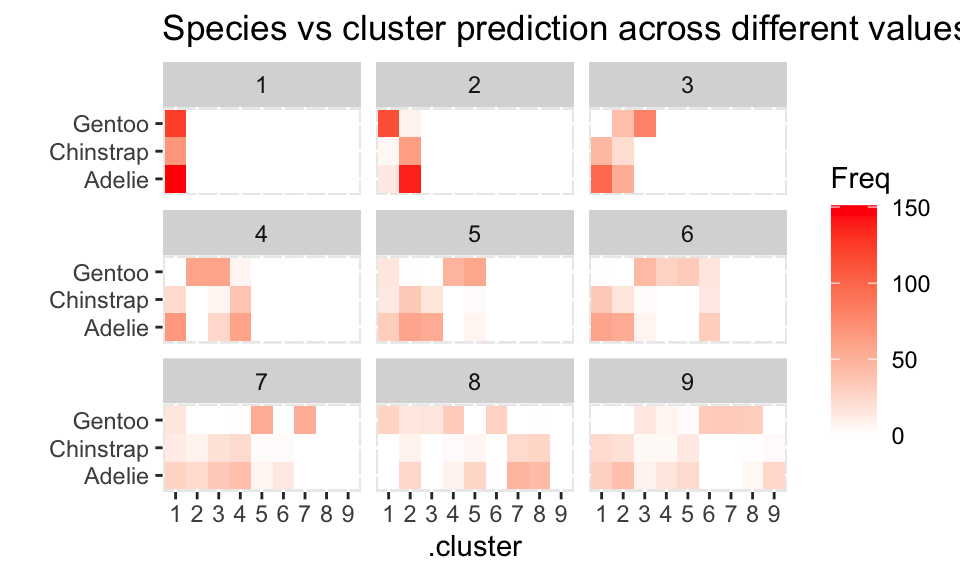 Species vs cluster prediction across different values
1 2 3
Gentoo
Chinstrap
Adelie
4 5 6
Gentoo
Chinstrap
Adelie
7 8 9
Gentoo
Chinstrap
Adelie
1 2 3 4 5 6 7 8 9 1 2 3 4 5 6 7 8 9 1 2 3 4 5 6 7 8 9
.cluster
Freq
150
100
50
0